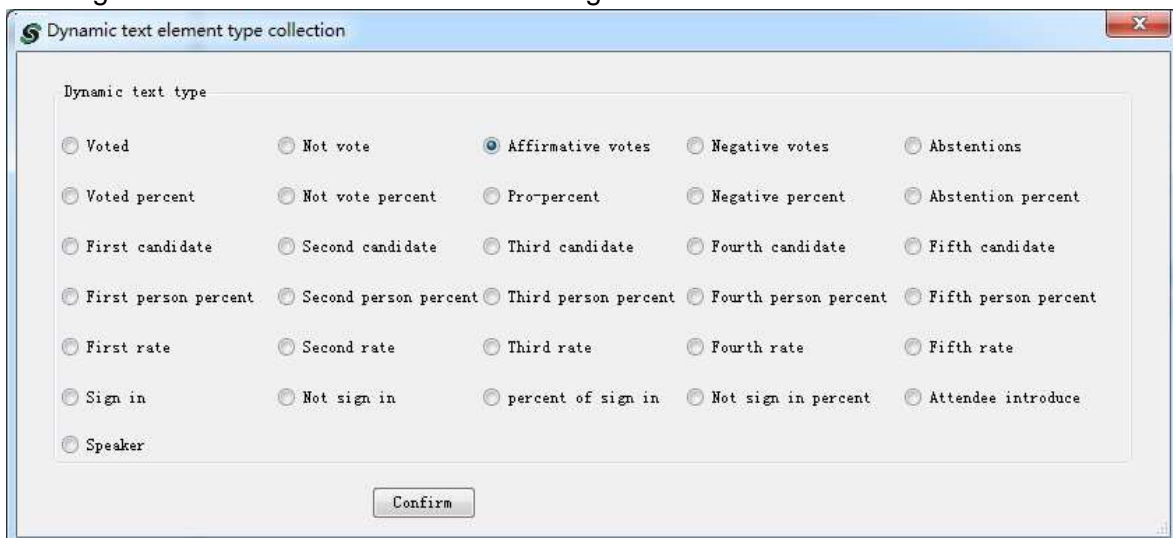 Dynamic text element type collection
Dynamic text type
Voted Not vote Affirmative votes Negative votes Abstentions
Voted percent Not vote percent Pro-percent Negative percent Abstention percent
First candidate Second candidate Third candidate Fourth candidate Fifth candidate
First person percent Second person percent Third person percent Fourth person percent Fifth person percent
First rate Second rate Third rate Fourth rate Fifth rate
Sign in Not sign in percent of sign in Not sign in percent Attendee introduce
Speaker
Confirm